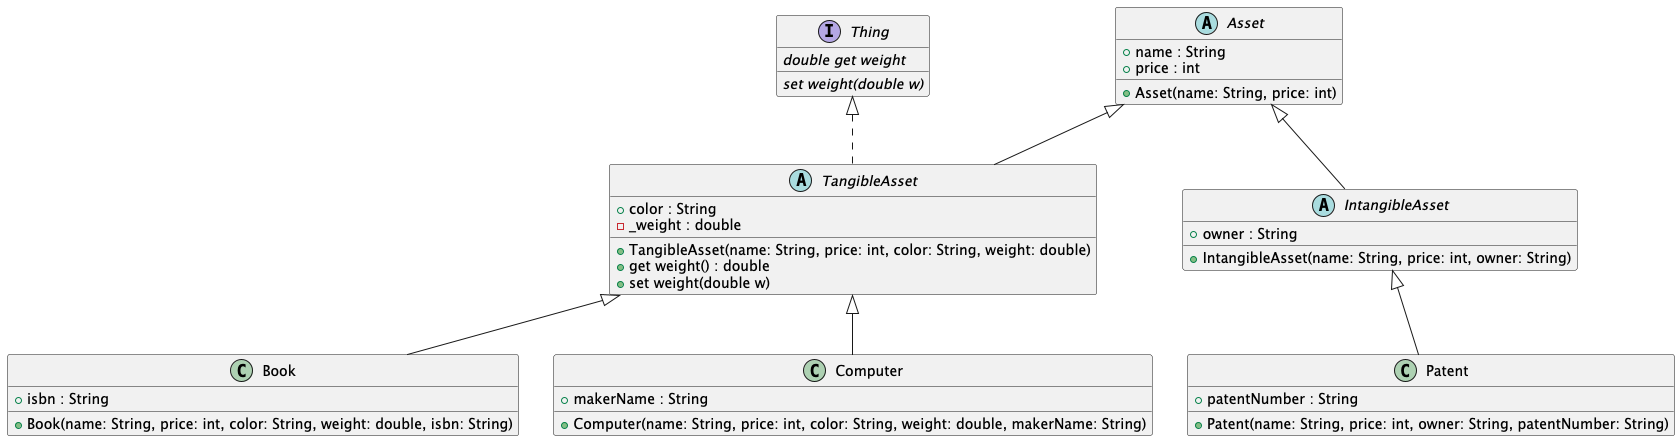 I Thing
double get weight
set weight(double w)
A Asset
name : String
price : int
Asset(name: String, price: int)
A TangibleAsset
color : String
_weight : double
TangibleAsset(name: String, price: int, color: String, weight: double)
get weight() : double
set weight(double w)
A IntangibleAsset
owner : String
IntangibleAsset(name: String, price: int, owner: String)
C Book
isbn : String
Book(name: String, price: int, color: String, weight: double, isbn: String)
C Computer
makerName : String
Computer(name: String, price: int, color: String, weight: double, makerName: String)
C Patent
patentNumber : String
Patent(name: String, price: int, owner: String, patentNumber: String)